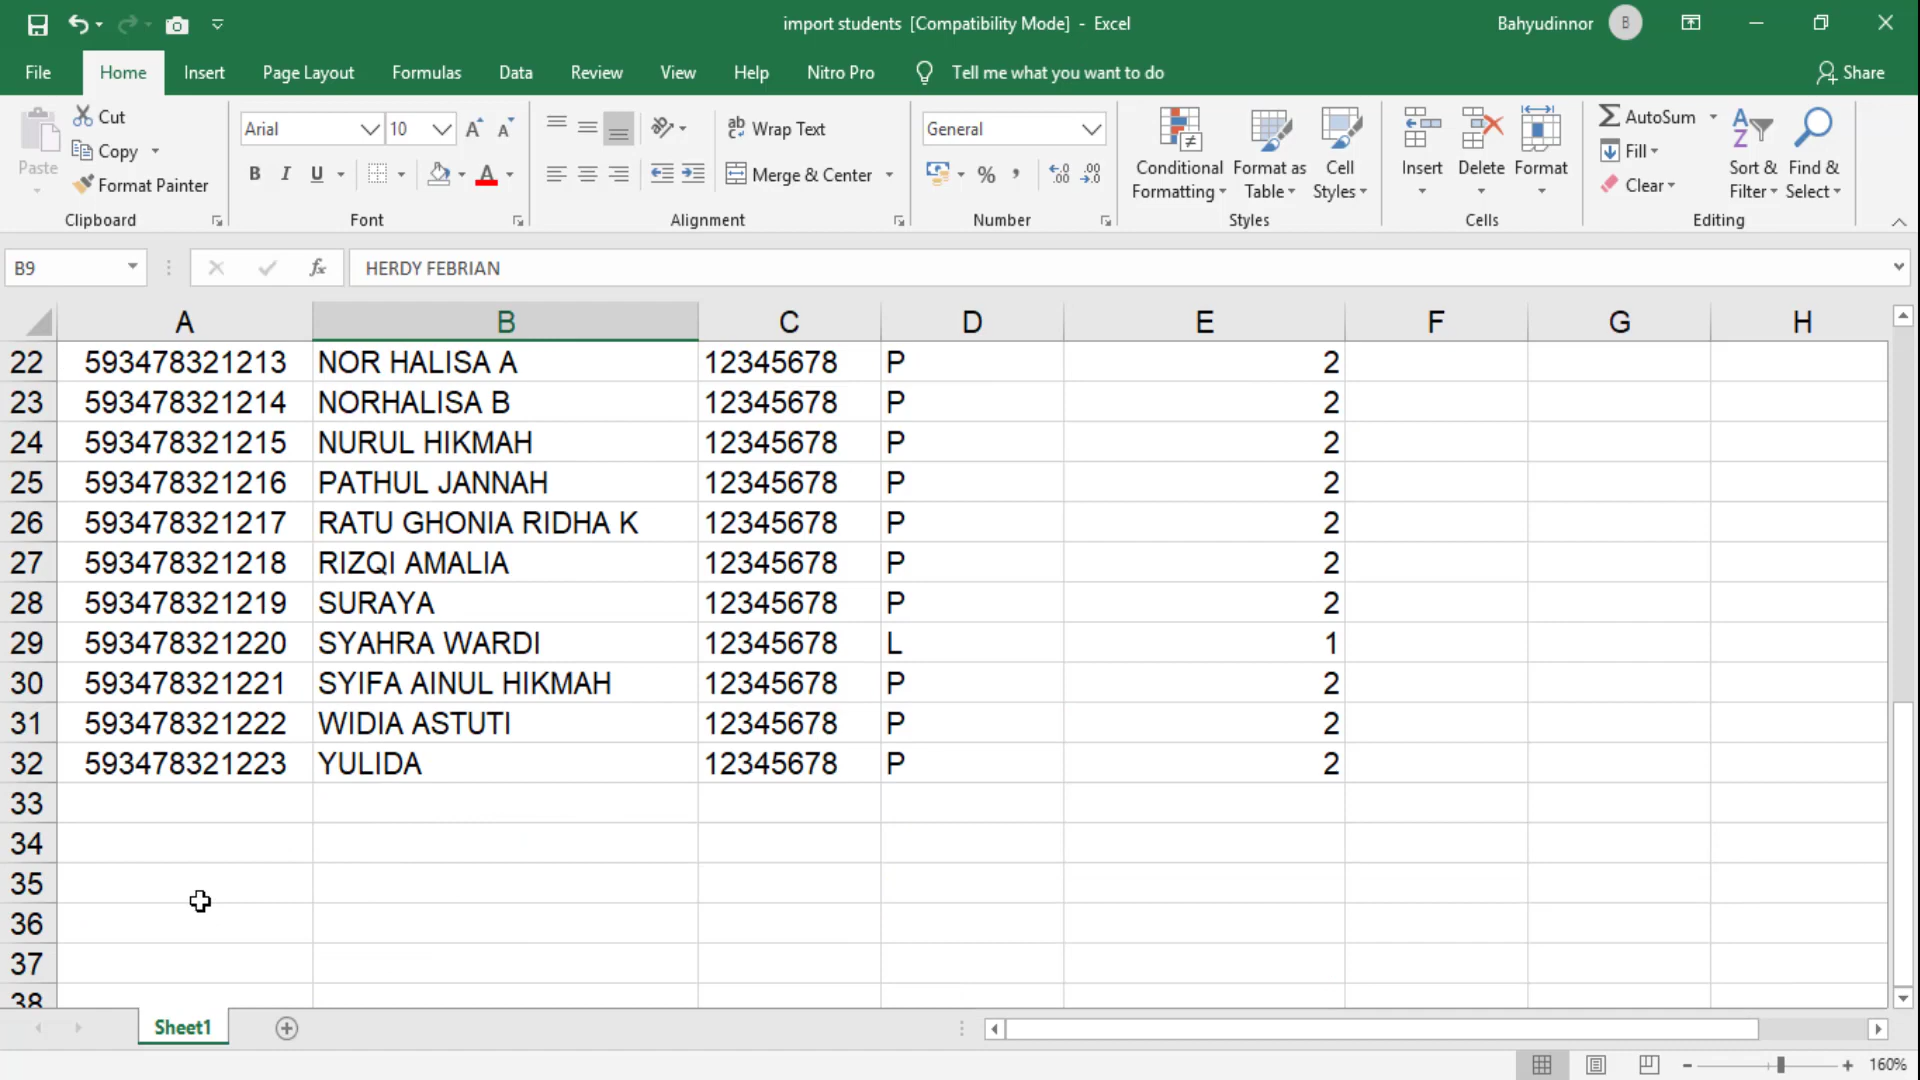 import students [Compatibility Mode] - Excel
Bahyudinnor B
File Home Insert Page Layout Formulas Data Review View Help Nitro Pro Tell me what you want to do Share
Paste
Cut
Copy
Format Painter
Clipboard
Arial 10
B I U
Font
Wrap Text
Merge & Center
Alignment
General
Number
Conditional Formatting
Format as Table
Cell Styles
Styles
Insert Delete Format
Cells
AutoSum
Fill
Clear
Sort & Filter
Find & Select
Editing
B9 fx HERDY FEBRIAN
A B C D E F G H
22 593478321213 NOR HALISA A 12345678 P 2
23 593478321214 NORHALISA B 12345678 P 2
24 593478321215 NURUL HIKMAH 12345678 P 2
25 593478321216 PATHUL JANNAH 12345678 P 2
26 593478321217 RATU GHONIA RIDHA K 12345678 P 2
27 593478321218 RIZQI AMALIA 12345678 P 2
28 593478321219 SURAYA 12345678 P 2
29 593478321220 SYAHRA WARDI 12345678 L 1
30 593478321221 SYIFA AINUL HIKMAH 12345678 P 2
31 593478321222 WIDIA ASTUTI 12345678 P 2
32 593478321223 YULIDA 12345678 P 2
33
34
35
36
37
38
Sheet1
160%